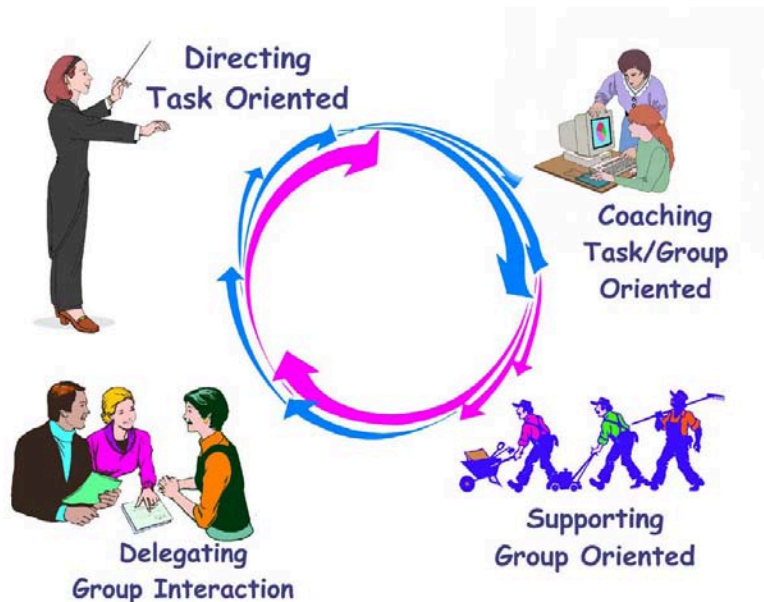 Directing
Task Oriented
Coaching
Task/Group
Oriented
Supporting
Group Oriented
Delegating
Group Interaction